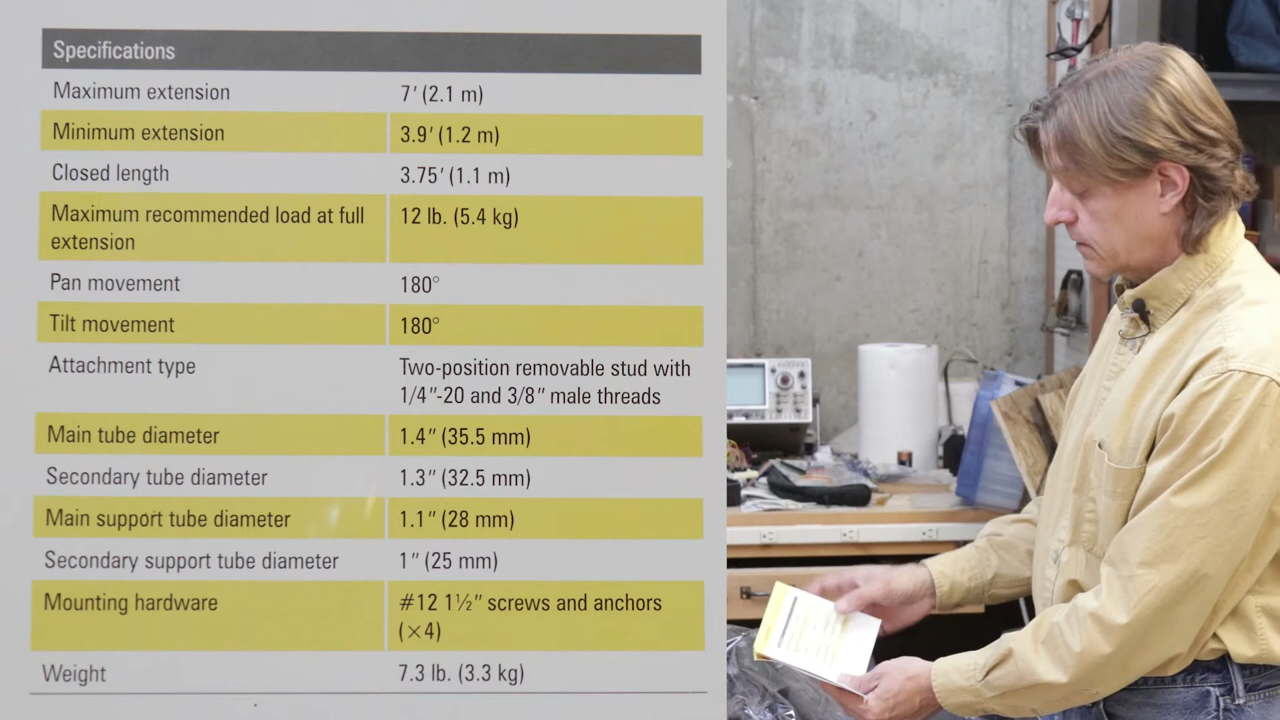 Specifications
Maximum extension 7′ (2.1 m)
Minimum extension 3.9′ (1.2 m)
Closed length 3.75′ (1.1 m)
Maximum recommended load at full 12 lb. (5.4 kg)
extension
Pan movement 180°
Tilt movement 180°
Attachment type Two-position removable stud with
1/4″-20 and 3/8″ male threads
Main tube diameter 1.4″ (35.5 mm)
Secondary tube diameter 1.3″ (32.5 mm)
Main support tube diameter 1.1″ (28 mm)
Secondary support tube diameter 1″ (25 mm)
Mounting hardware #12 1½″ screws and anchors
(×4)
Weight 7.3 lb. (3.3 kg)